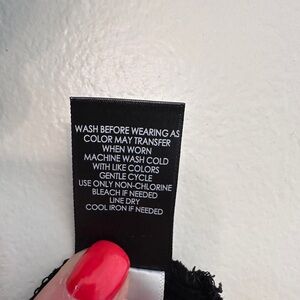 WASH BEFORE WEARING AS
COLOR MAY TRANSFER
WHEN WORN
MACHINE WASH COLD
WITH LIKE COLORS
GENTLE CYCLE
USE ONLY NON-CHLORINE
BLEACH IF NEEDED
LINE DRY
COOL IRON IF NEEDED